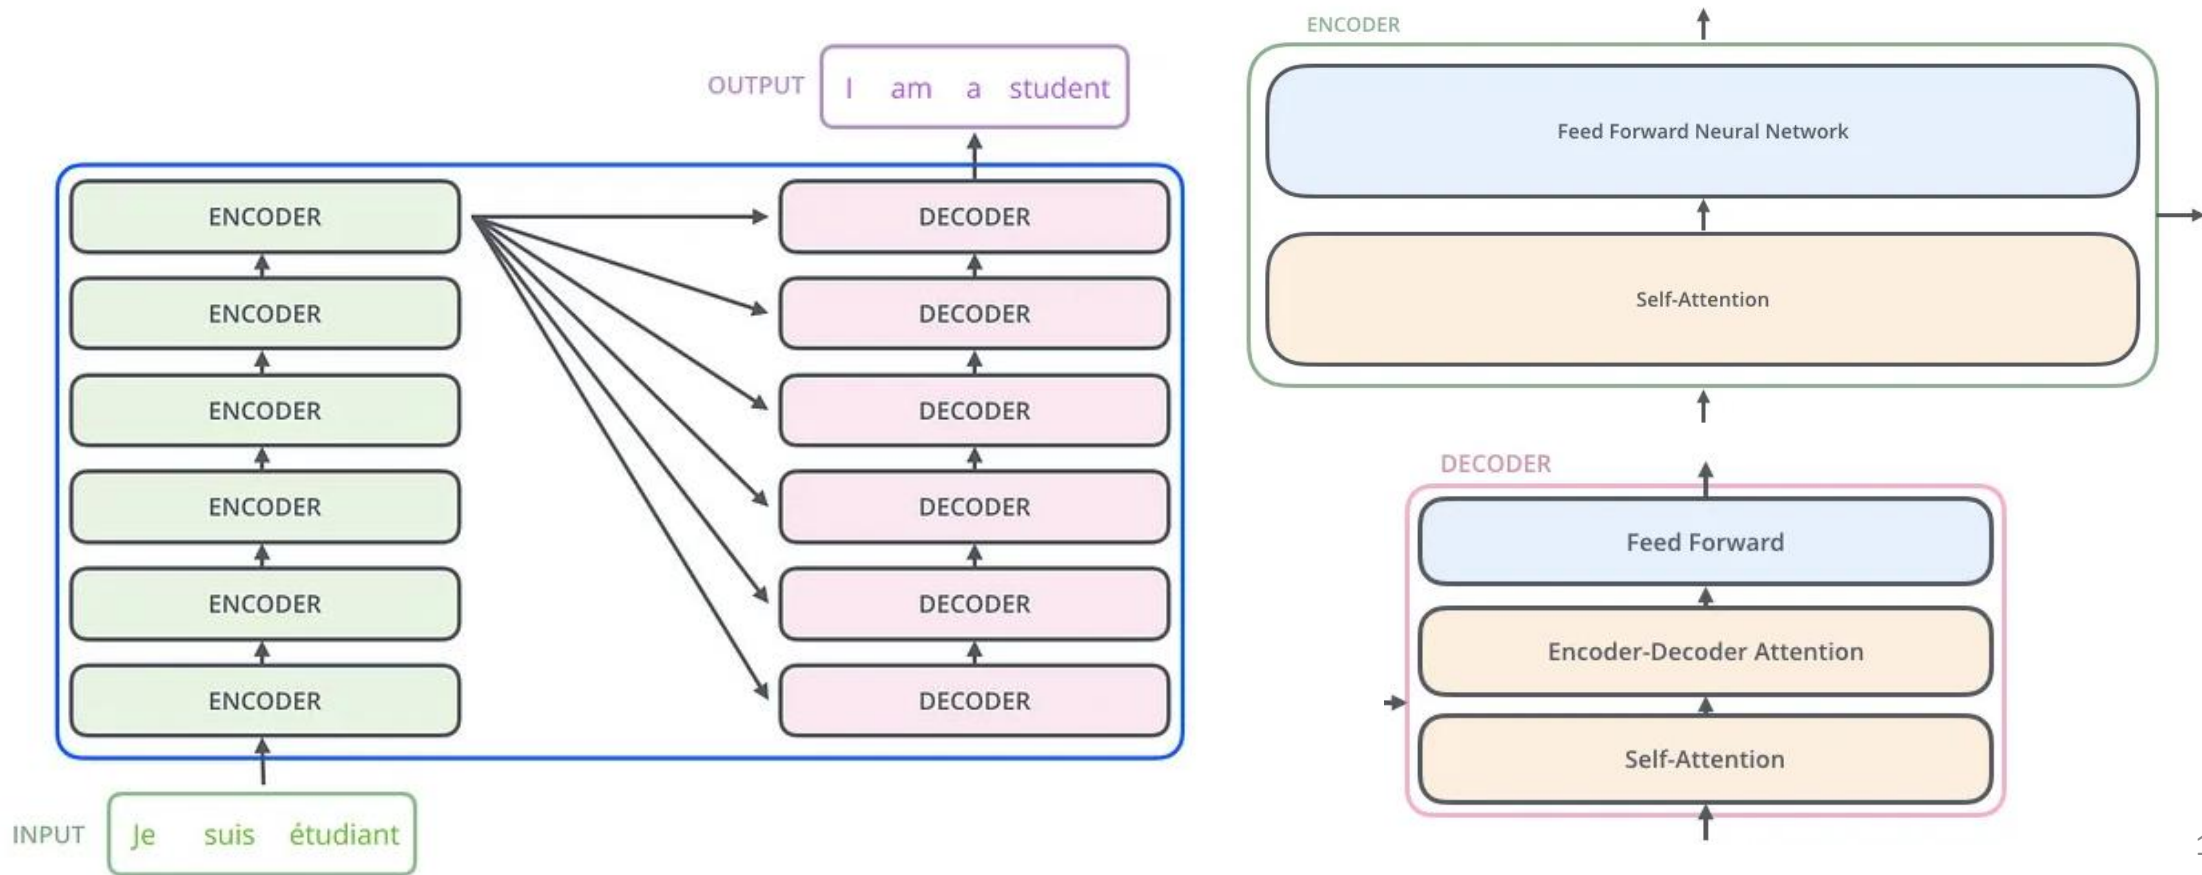 OUTPUT
I am a student
ENCODER
ENCODER
ENCODER
ENCODER
ENCODER
ENCODER
DECODER
DECODER
DECODER
DECODER
DECODER
DECODER
INPUT
Je suis étudiant
ENCODER
Feed Forward Neural Network
Self-Attention
DECODER
Feed Forward
Encoder-Decoder Attention
Self-Attention